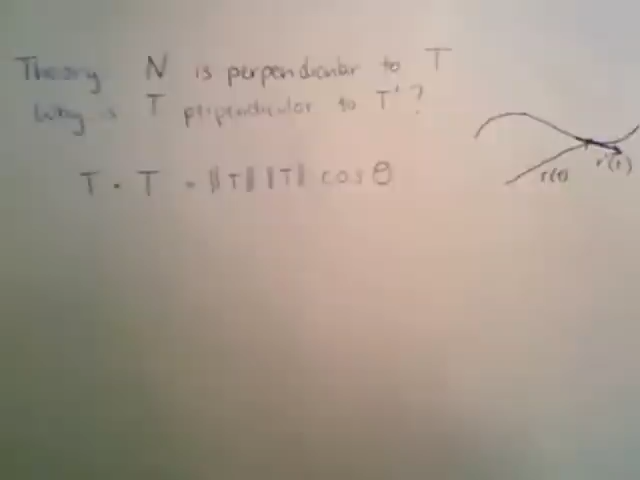 Theory N is perpendicular to T
Why is T perpendicular to T'?
T · T = ||T|| ||T|| cos θ
r(t)
r'(t)